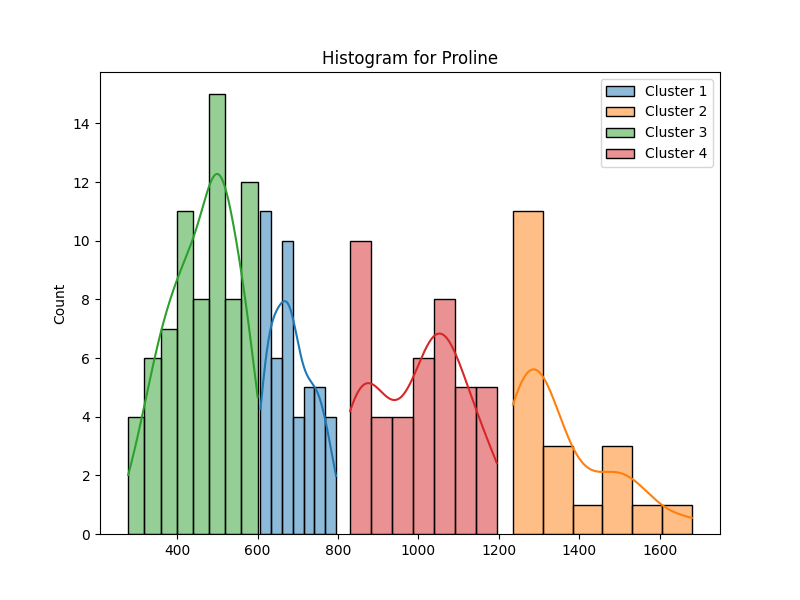 Histogram for Proline
Cluster 1
Cluster 2
Cluster 3
Cluster 4
Count
14
12
10
8
6
4
2
0
400 600 800 1000 1200 1400 1600